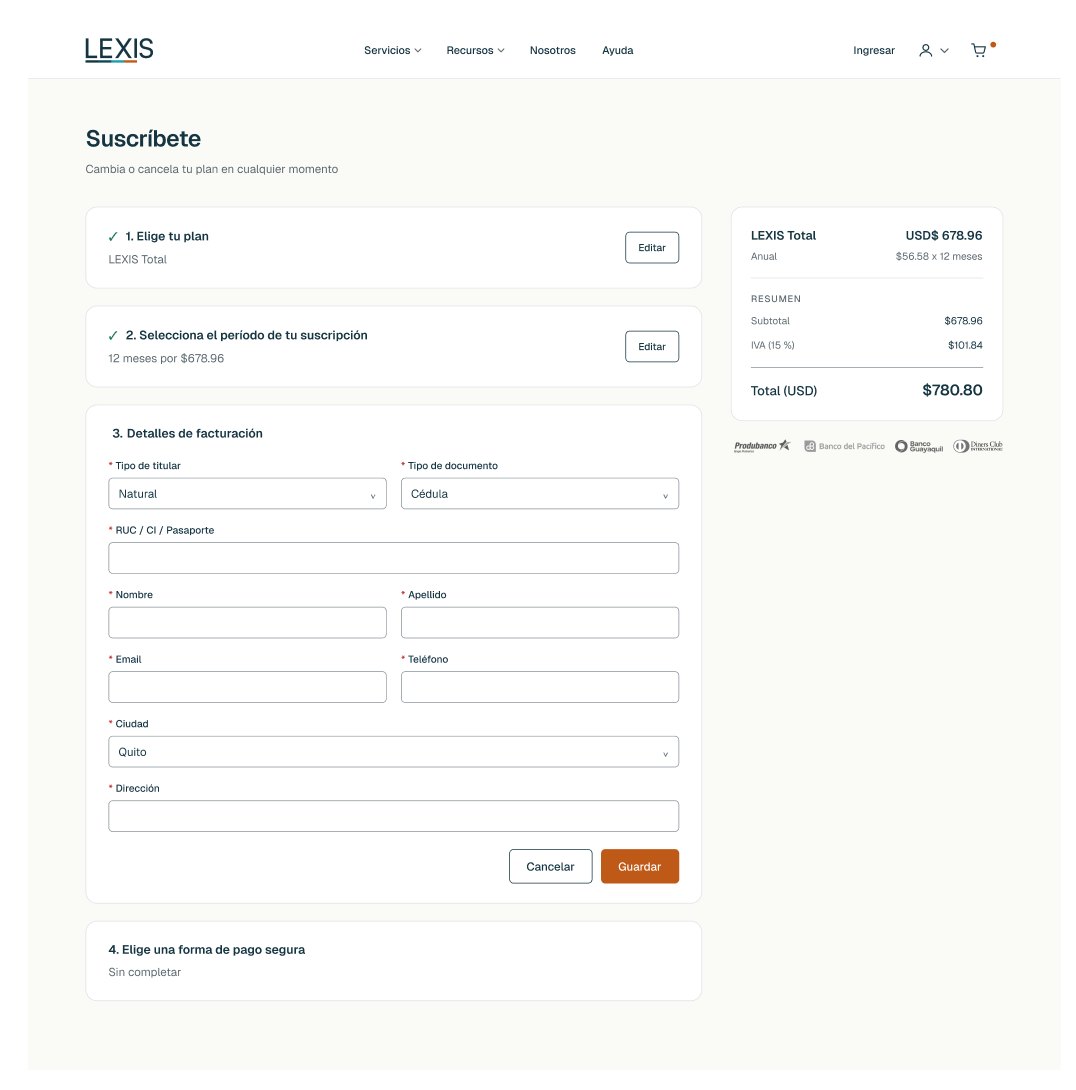 LEXIS
Servicios Recursos Nosotros Ayuda
Ingresar
Suscríbete
Cambia o cancela tu plan en cualquier momento
✓ 1. Elige tu plan
LEXIS Total
Editar
✓ 2. Selecciona el período de tu suscripción
12 meses por $678.96
Editar
3. Detalles de facturación
* Tipo de titular
Natural
* Tipo de documento
Cédula
* RUC / CI / Pasaporte
* Nombre
* Apellido
* Email
* Teléfono
* Ciudad
Quito
* Dirección
Cancelar
Guardar
4. Elige una forma de pago segura
Sin completar
LEXIS Total USD$ 678.96
Anual $56.58 x 12 meses
RESUMEN
Subtotal $678.96
IVA (15 %) $101.84
Total (USD) $780.80
Produbanco
Banco del Pacífico
Banco
Guayaquil
Diners Club
INTERNATIONAL